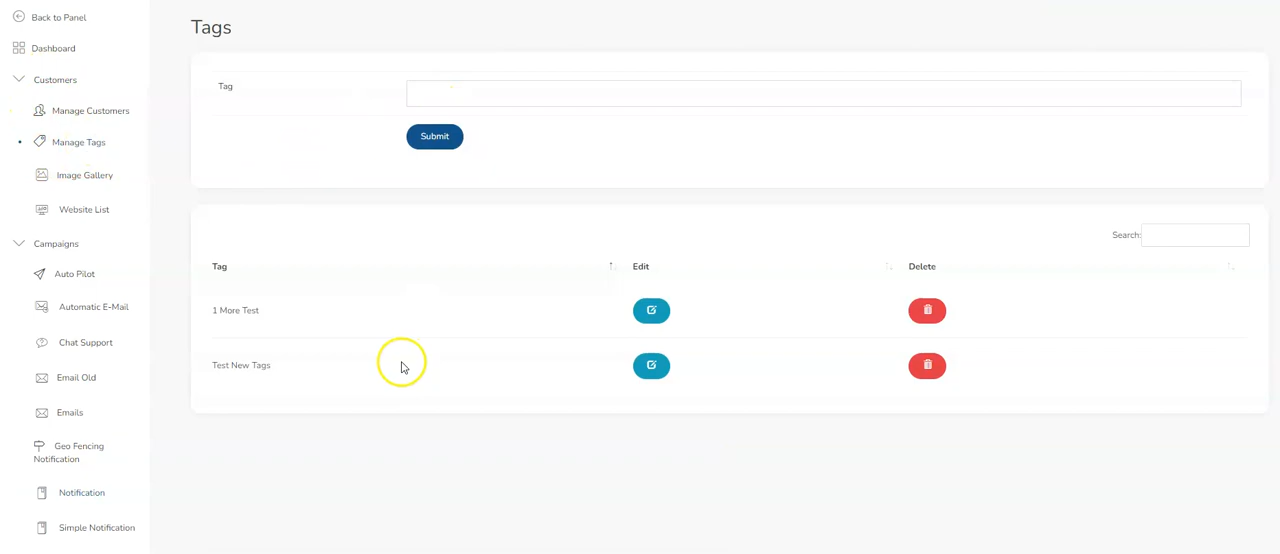 Back to Panel
Dashboard
Customers
Manage Customers
Manage Tags
Image Gallery
Website List
Campaigns
Auto Pilot
Automatic E-Mail
Chat Support
Email Old
Emails
Geo Fencing
Notification
Notification
Simple Notification
Tags
Tag
Submit
Search:
Tag Edit Delete
1 More Test
Test New Tags